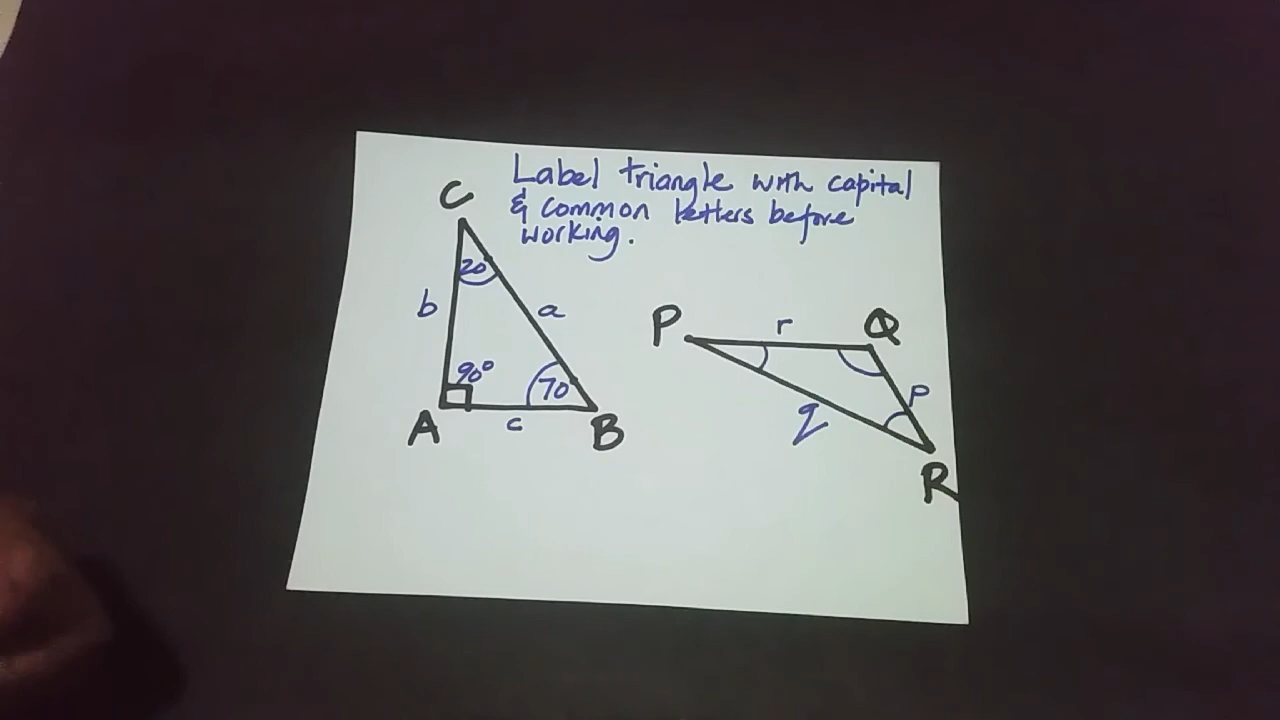 Label triangle with capital
& common letters before
working.
C
20
b
a
90°
70
A
c
B
P
r
Q
p
q
R